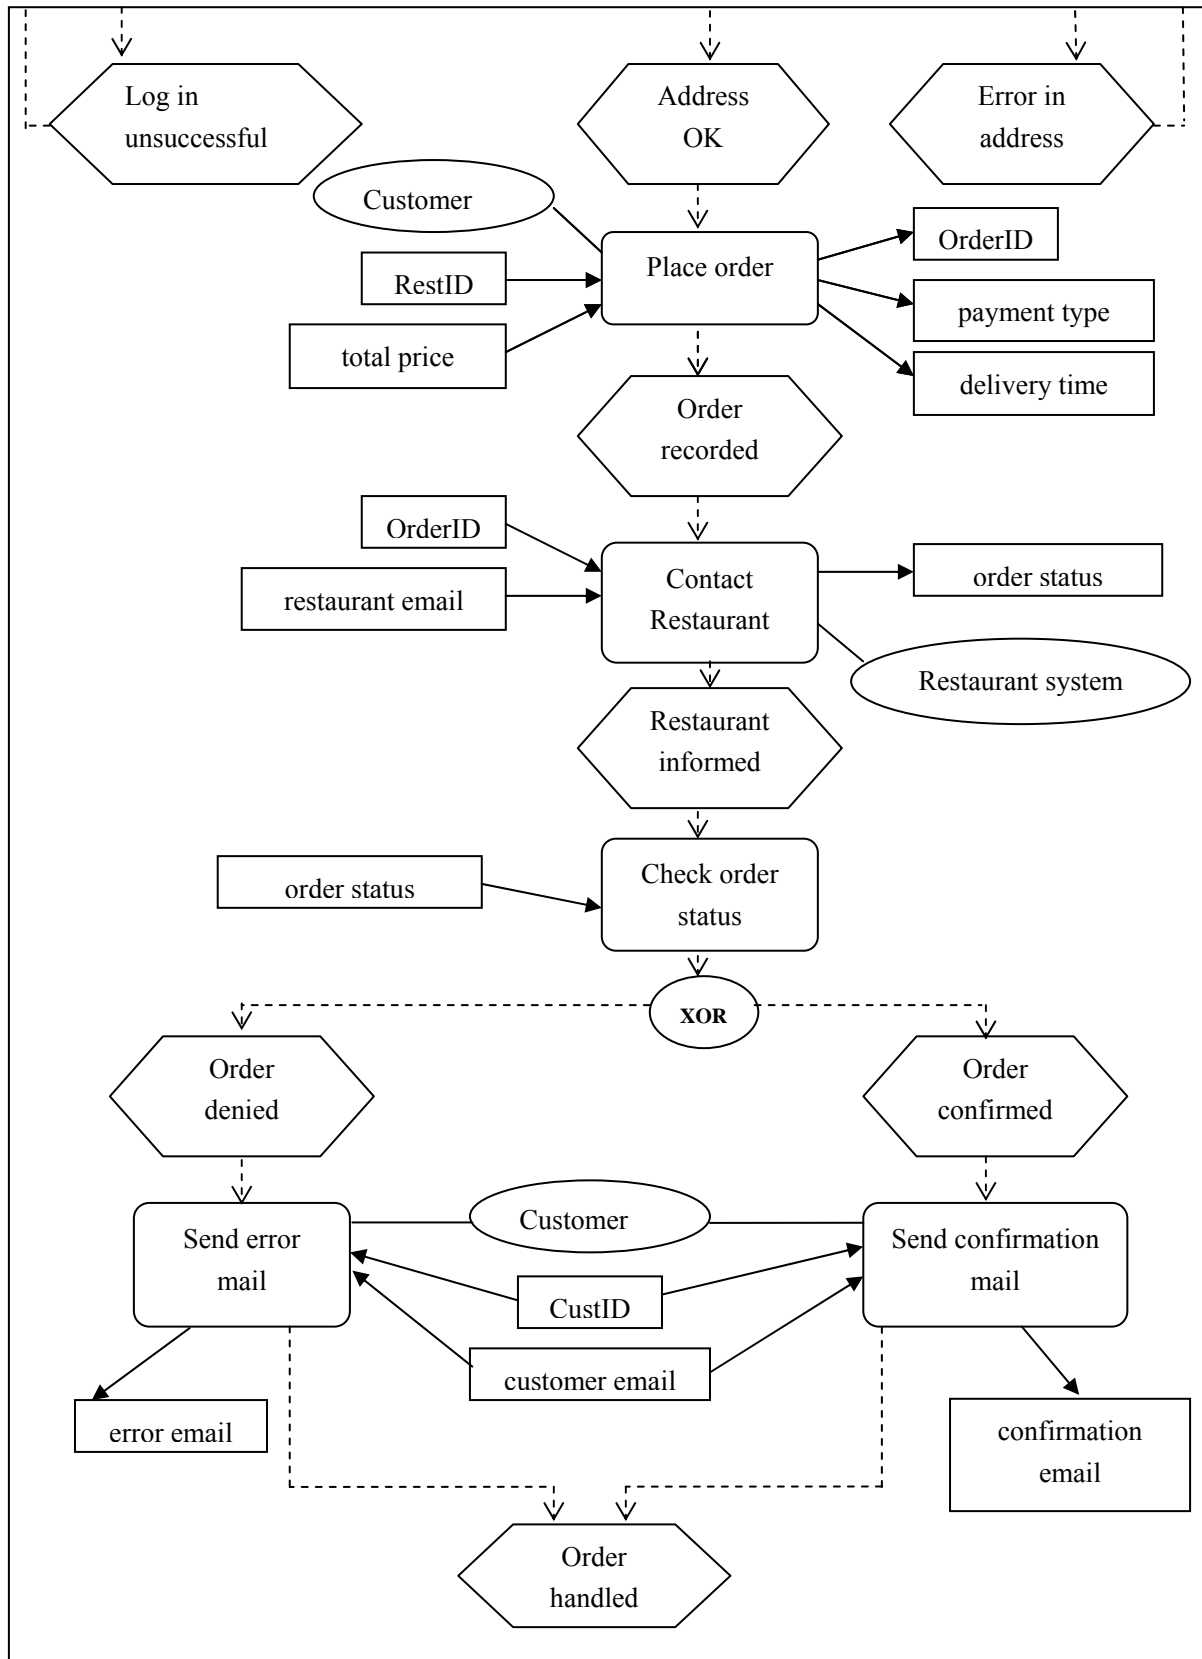 Log in
unsuccessful
Address
OK
Error in
address
Customer
Place order
OrderID
RestID
payment type
total price
delivery time
Order
recorded
OrderID
restaurant email
Contact
Restaurant
order status
Restaurant system
Restaurant
informed
order status
Check order
status
XOR
Order
denied
Order
confirmed
Send error
mail
Customer
Send confirmation
mail
CustID
customer email
error email
confirmation
email
Order
handled